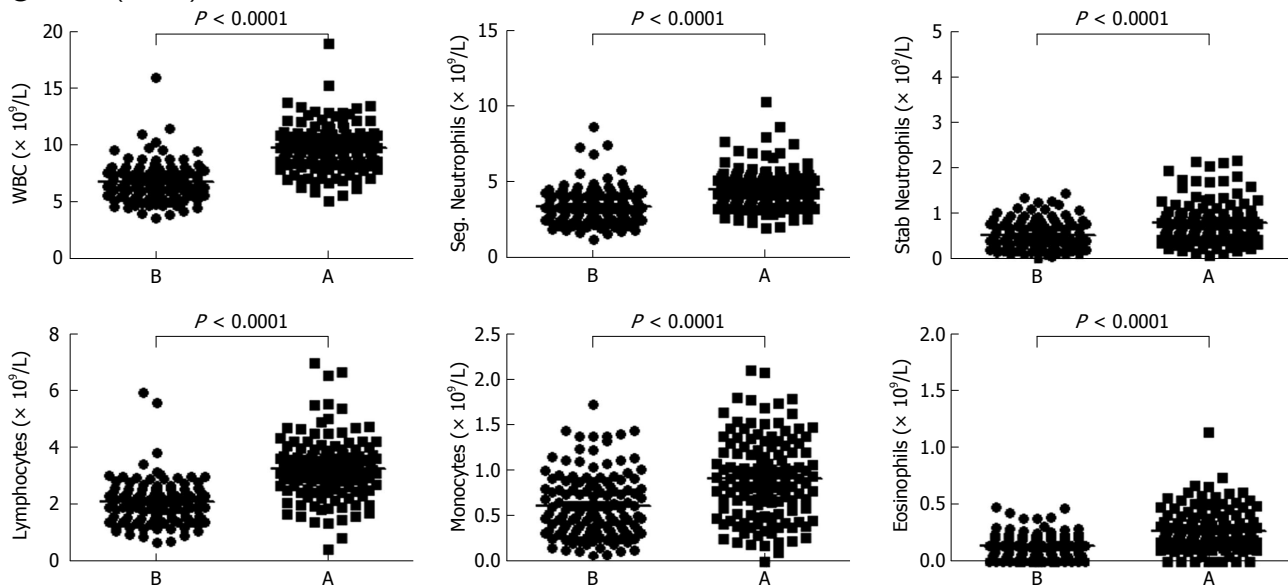 P < 0.0001
WBC (× 10⁹/L)
20
15
10
5
0
B
A
P < 0.0001
Seg. Neutrophils (× 10⁹/L)
15
10
5
0
B
A
P < 0.0001
Stab Neutrophils (× 10⁹/L)
5
4
3
2
1
0
B
A
P < 0.0001
Lymphocytes (× 10⁹/L)
8
6
4
2
0
B
A
P < 0.0001
Monocytes (× 10⁹/L)
2.5
2.0
1.5
1.0
0.5
0.0
B
A
P < 0.0001
Eosinophils (× 10⁹/L)
2.0
1.5
1.0
0.5
0.0
B
A